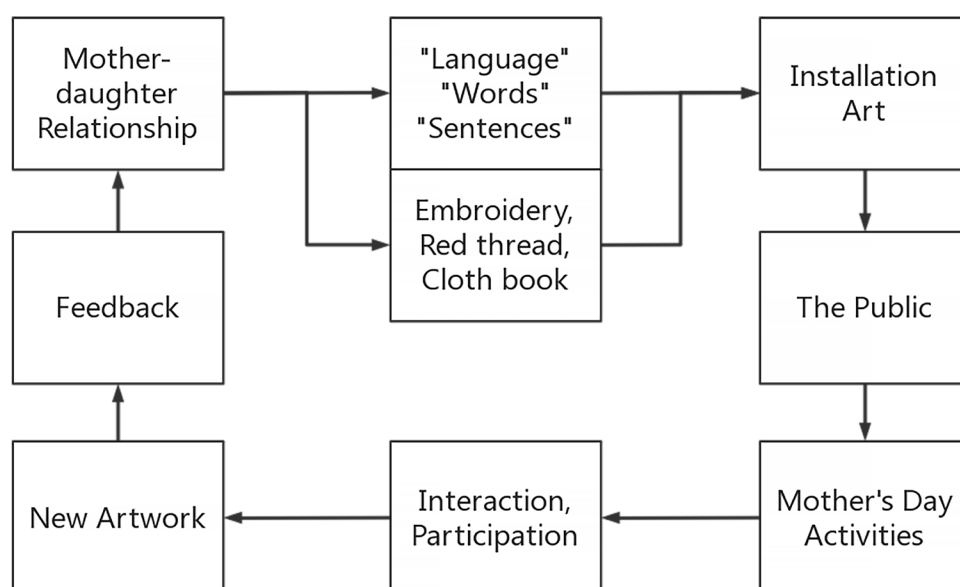 Mother-
daughter
Relationship
"Language"
"Words"
"Sentences"
Installation
Art
Embroidery,
Red thread,
Cloth book
Feedback
The Public
New Artwork
Interaction,
Participation
Mother's Day
Activities